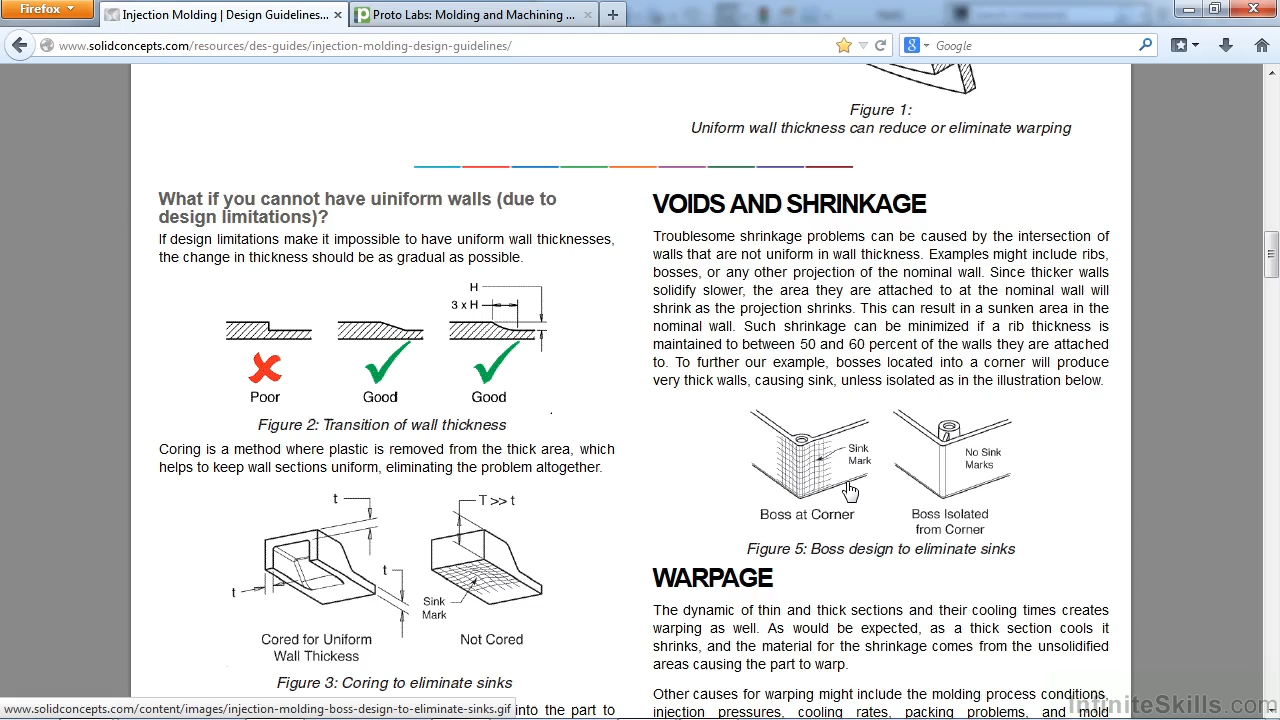 Firefox
Injection Molding | Design Guidelines...
Proto Labs: Molding and Machining ...
www.solidconcepts.com/resources/des-guides/injection-molding-design-guidelines/
Google
Figure 1:
Uniform wall thickness can reduce or eliminate warping
What if you cannot have uiniform walls (due to
design limitations)?
If design limitations make it impossible to have uniform wall thicknesses,
the change in thickness should be as gradual as possible.
H
3 x H
Poor
Good
Good
Figure 2: Transition of wall thickness
Coring is a method where plastic is removed from the thick area, which
helps to keep wall sections uniform, eliminating the problem altogether.
t
T >> t
t
t
Sink
Mark
Cored for Uniform
Wall Thickess
Not Cored
Figure 3: Coring to eliminate sinks
into the part to
VOIDS AND SHRINKAGE
Troublesome shrinkage problems can be caused by the intersection of
walls that are not uniform in wall thickness. Examples might include ribs,
bosses, or any other projection of the nominal wall. Since thicker walls
solidify slower, the area they are attached to at the nominal wall will
shrink as the projection shrinks. This can result in a sunken area in the
nominal wall. Such shrinkage can be minimized if a rib thickness is
maintained to between 50 and 60 percent of the walls they are attached
to. To further our example, bosses located into a corner will produce
very thick walls, causing sink, unless isolated as in the illustration below.
Sink
Mark
No Sink
Marks
Boss at Corner
Boss Isolated
from Corner
Figure 5: Boss design to eliminate sinks
WARPAGE
The dynamic of thin and thick sections and their cooling times creates
warping as well. As would be expected, as a thick section cools it
shrinks, and the material for the shrinkage comes from the unsolidified
areas causing the part to warp.
Other causes for warping might include the molding process conditions,
injection pressures, cooling rates, packing problems, and mold
www.solidconcepts.com/content/images/injection-molding-boss-design-to-eliminate-sinks.gif
InfiniteSkills.com